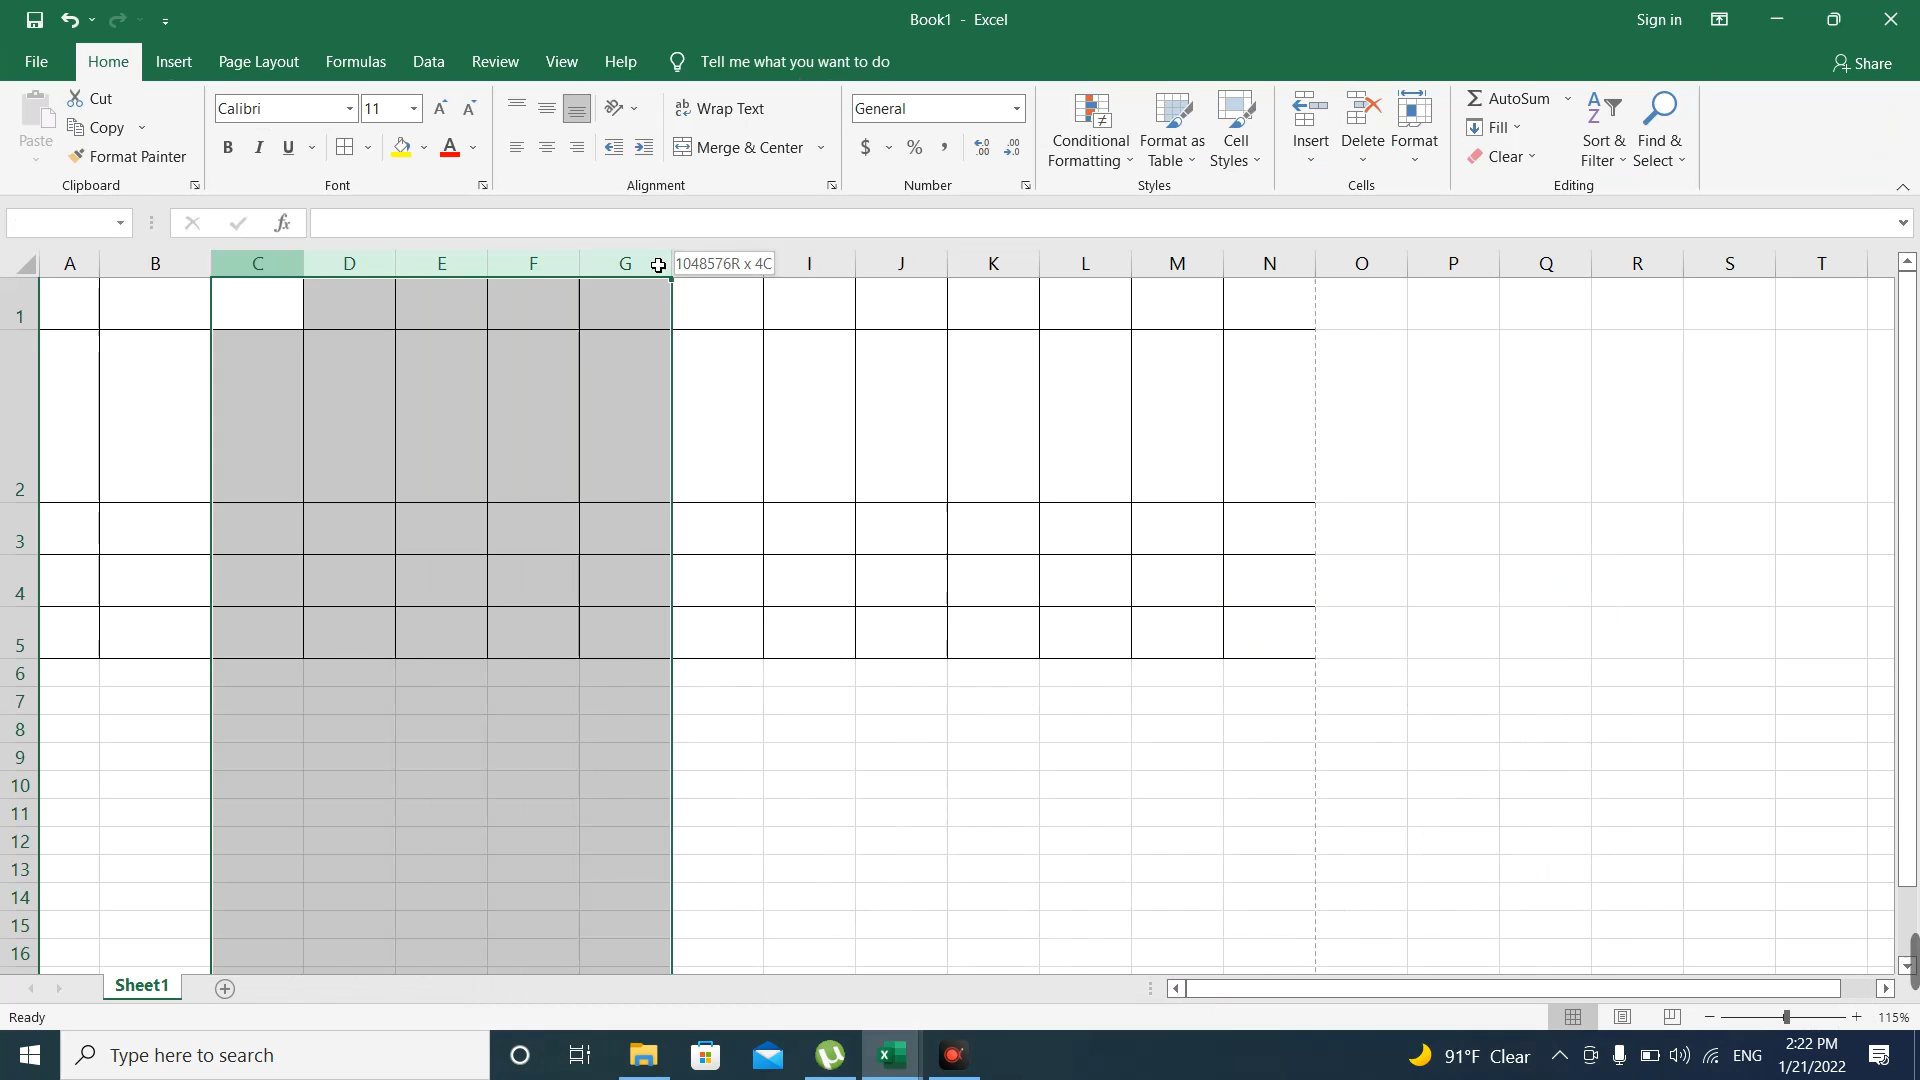 Book1 - Excel
Sign in
File Home Insert Page Layout Formulas Data Review View Help Tell me what you want to do Share
Paste
Cut
Copy
Format Painter
Clipboard
Calibri 11
B I U A
Font
ab Wrap Text
Merge & Center
Alignment
General
$ % ,
Number
Conditional Formatting
Format as Table
Cell Styles
Styles
Insert Delete Format
Cells
AutoSum
Fill
Clear
Sort & Filter
Find & Select
Editing
fx
A B C D E F G 1048576R x 4C I J K L M N O P Q R S T
1
2
3
4
5
6
7
8
9
10
11
12
13
14
15
16
Sheet1
Ready 115%
Type here to search 91°F Clear ENG 2:22 PM
1/21/2022